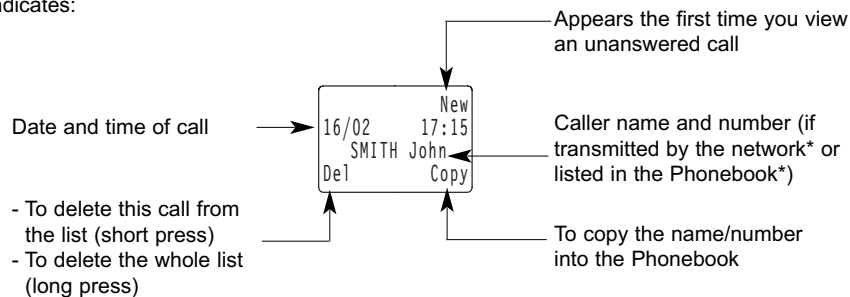 Appears the first time you view
an unanswered call
New
16/02 17:15
SMITH John
Del Copy
Date and time of call
Caller name and number (if
transmitted by the network* or
listed in the Phonebook*)
- To delete this call from
the list (short press)
- To delete the whole list
(long press)
To copy the name/number
into the Phonebook